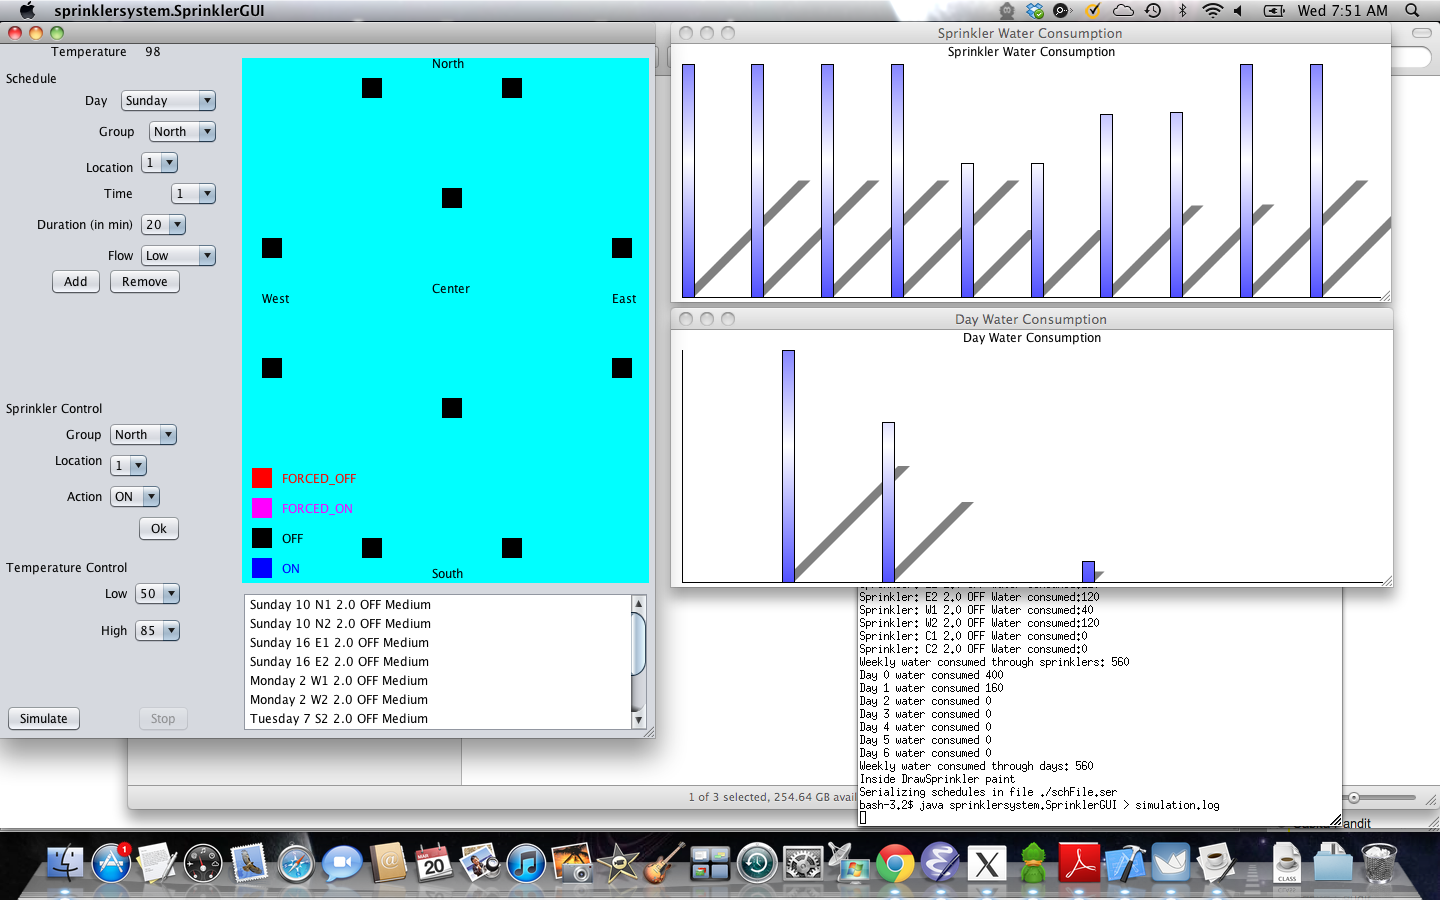 sprinklersystem.SprinklerGUI
Wed 7:51 AM
Temperature 98
Schedule
Day Sunday
Group North
Location 1
Time 1
Duration (in min) 20
Flow Low
Add Remove
Sprinkler Control
Group North
Location 1
Action ON
Ok
Temperature Control
Low 50
High 85
Simulate Stop
North
Center
West East
FORCED_OFF
FORCED_ON
OFF
ON
South
Sunday 10 N1 2.0 OFF Medium
Sunday 10 N2 2.0 OFF Medium
Sunday 16 E1 2.0 OFF Medium
Sunday 16 E2 2.0 OFF Medium
Monday 2 W1 2.0 OFF Medium
Monday 2 W2 2.0 OFF Medium
Tuesday 7 S2 2.0 OFF Medium
Sprinkler Water Consumption
Sprinkler Water Consumption
Day Water Consumption
Day Water Consumption
Sprinkler: E2 2.0 OFF Water consumed:120
Sprinkler: W1 2.0 OFF Water consumed:40
Sprinkler: W2 2.0 OFF Water consumed:120
Sprinkler: C1 2.0 OFF Water consumed:0
Sprinkler: C2 2.0 OFF Water consumed:0
Weekly water consumed through sprinklers: 560
Day 0 water consumed 400
Day 1 water consumed 160
Day 2 water consumed 0
Day 3 water consumed 0
Day 4 water consumed 0
Day 5 water consumed 0
Day 6 water consumed 0
Weekly water consumed through days: 560
Inside DrawSprinkler paint
Serializing schedules in file ./schFile.ser
bash-3.2$ java sprinklersystem.SprinklerGUI > simulation.log
1 of 3 selected, 254.64 GB avai
1
MAR
20
CLASS